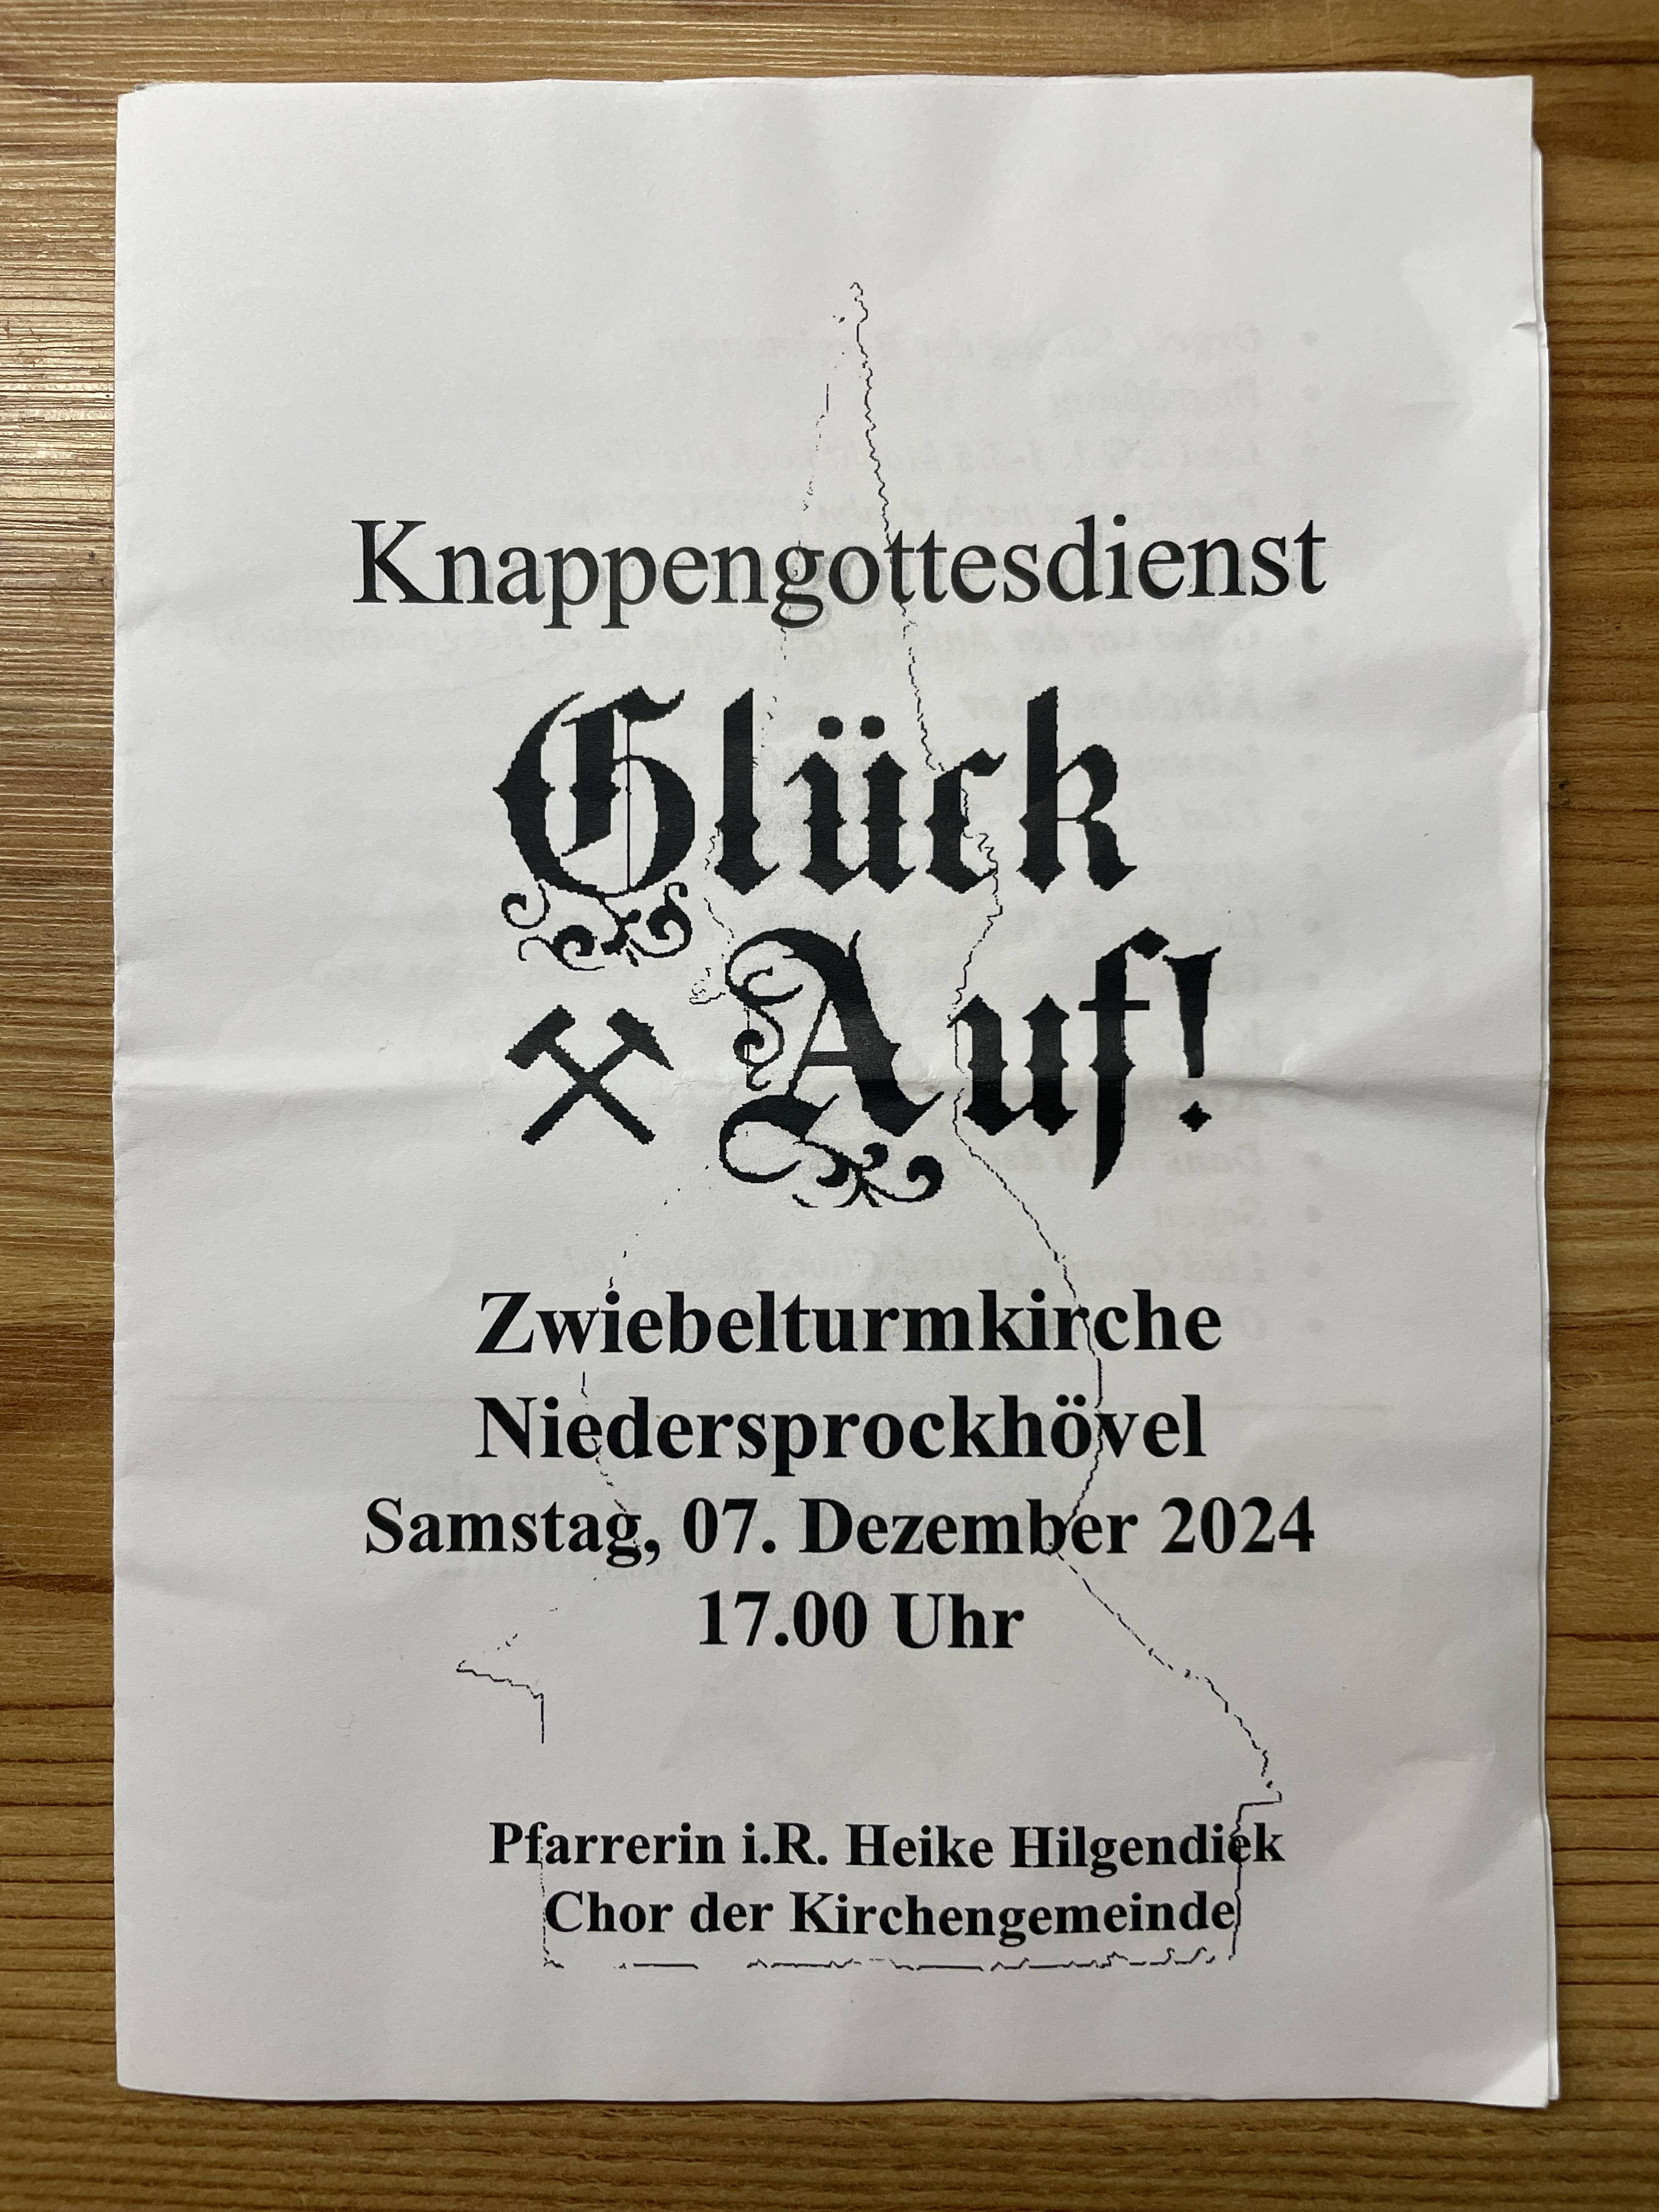 Knappengottesdienst
Glück
Auf!
Zwiebelturmkirche
Niedersprockhövel
Samstag, 07. Dezember 2024
17.00 Uhr
Pfarrerin i.R. Heike Hilgendiek
Chor der Kirchengemeinde